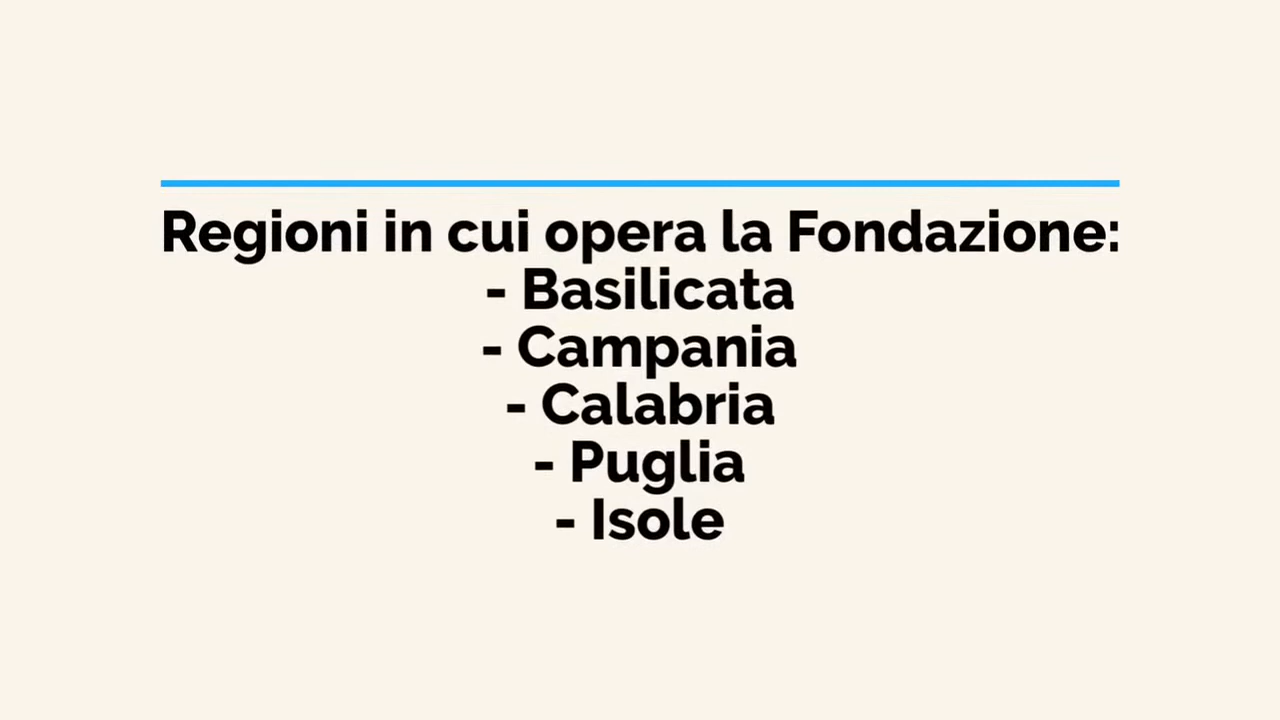 Regioni in cui opera la Fondazione:
- Basilicata
- Campania
- Calabria
- Puglia
- Isole